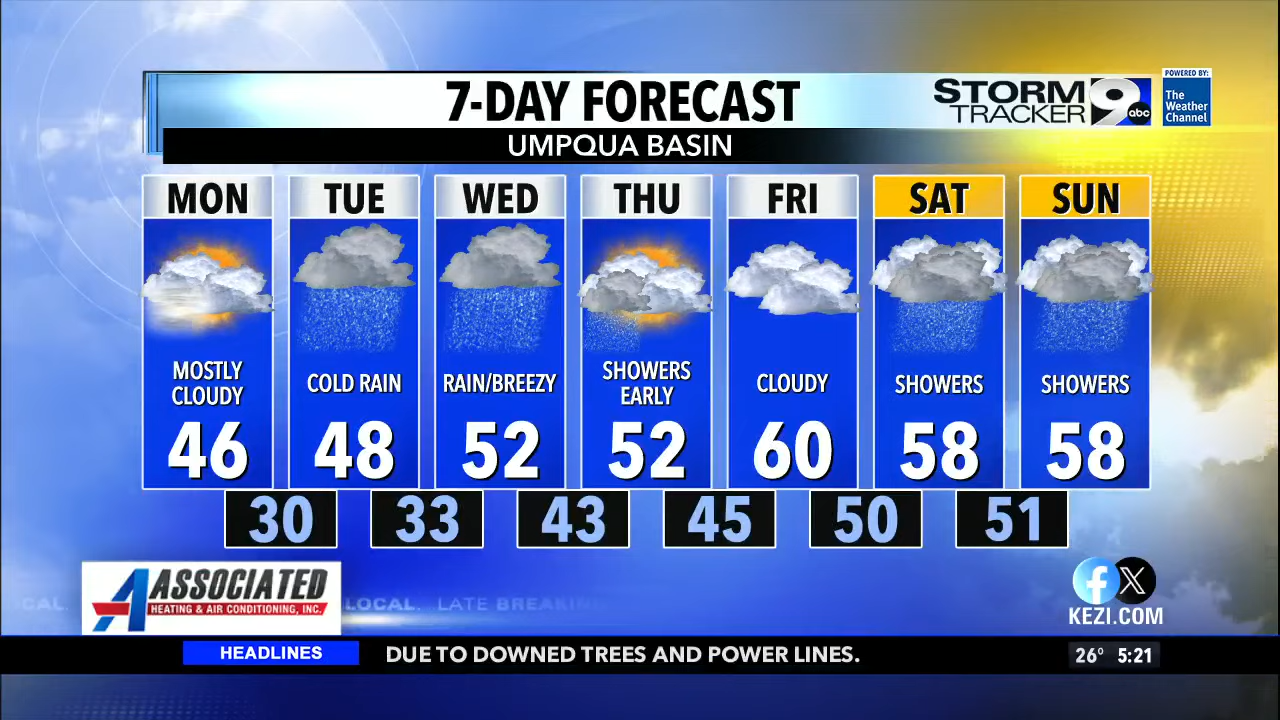 7-DAY FORECAST
UMPQUA BASIN
STORM
TRACKER 9 abc
POWERED BY:
The
Weather
Channel
MON TUE WED THU FRI SAT SUN
MOSTLY
CLOUDY
COLD RAIN
RAIN/BREEZY
SHOWERS
EARLY
CLOUDY
SHOWERS
SHOWERS
46 48 52 52 60 58 58
30 33 43 45 50 51
A ASSOCIATED
HEATING & AIR CONDITIONING, INC.
CAL. LOCAL. LATE BREAKIN
f X
KEZI.COM
HEADLINES DUE TO DOWNED TREES AND POWER LINES. 26° 5:21